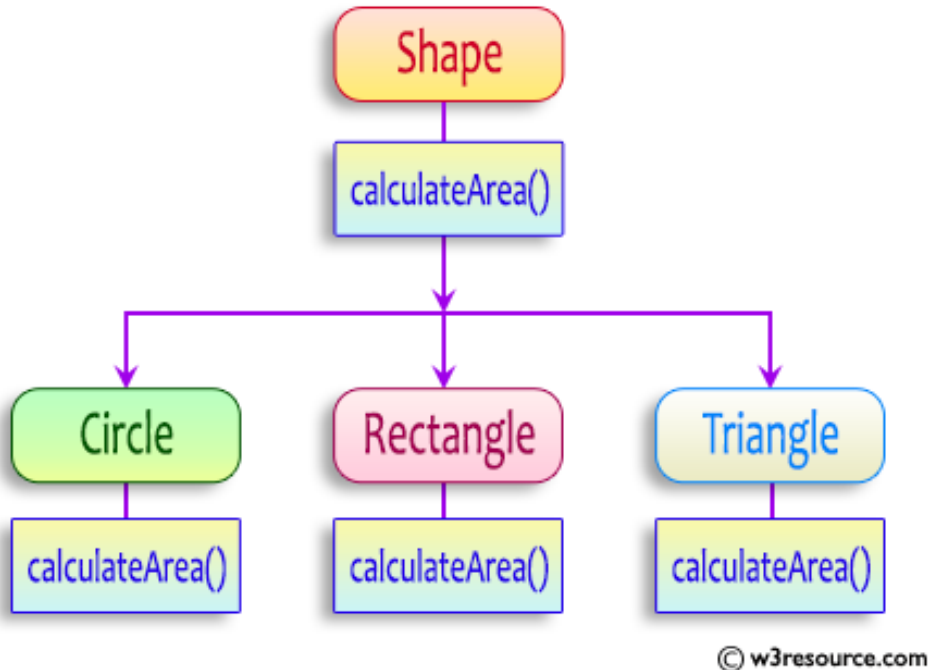 Shape
calculateArea()
Circle
Rectangle
Triangle
calculateArea()
calculateArea()
calculateArea()
© w3resource.com